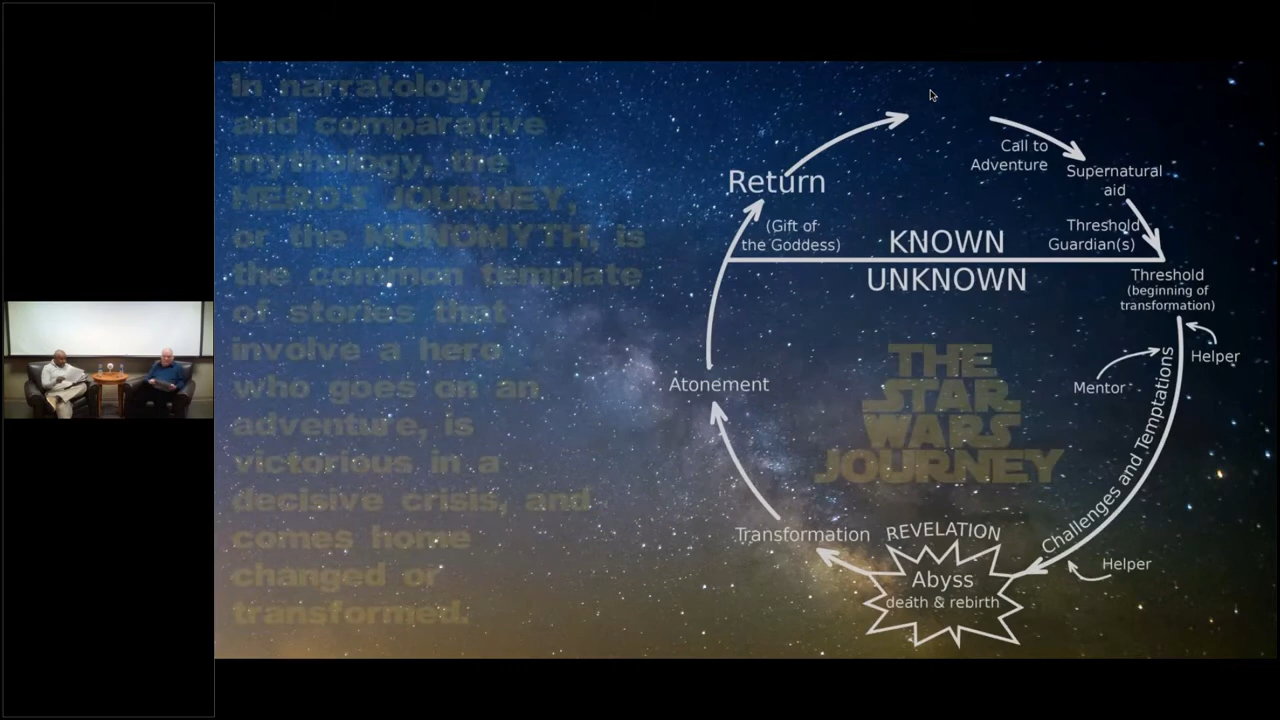 In narratology
and comparative
mythology, the
HERO'S JOURNEY,
or the MONOMYTH, is
the common template
of stories that
involve a hero
who goes on an
adventure, is
victorious in a
decisive crisis, and
comes home
changed or
transformed.
Call to
Adventure
Supernatural
aid
Return
(Gift of
the Goddess)
KNOWN
Threshold
Guardian(s)
UNKNOWN
Threshold
(beginning of
transformation)
Helper
Mentor
Challenges and Temptations
THE
STAR
WARS
JOURNEY
Atonement
Transformation
REVELATION
Abyss
death & rebirth
Helper